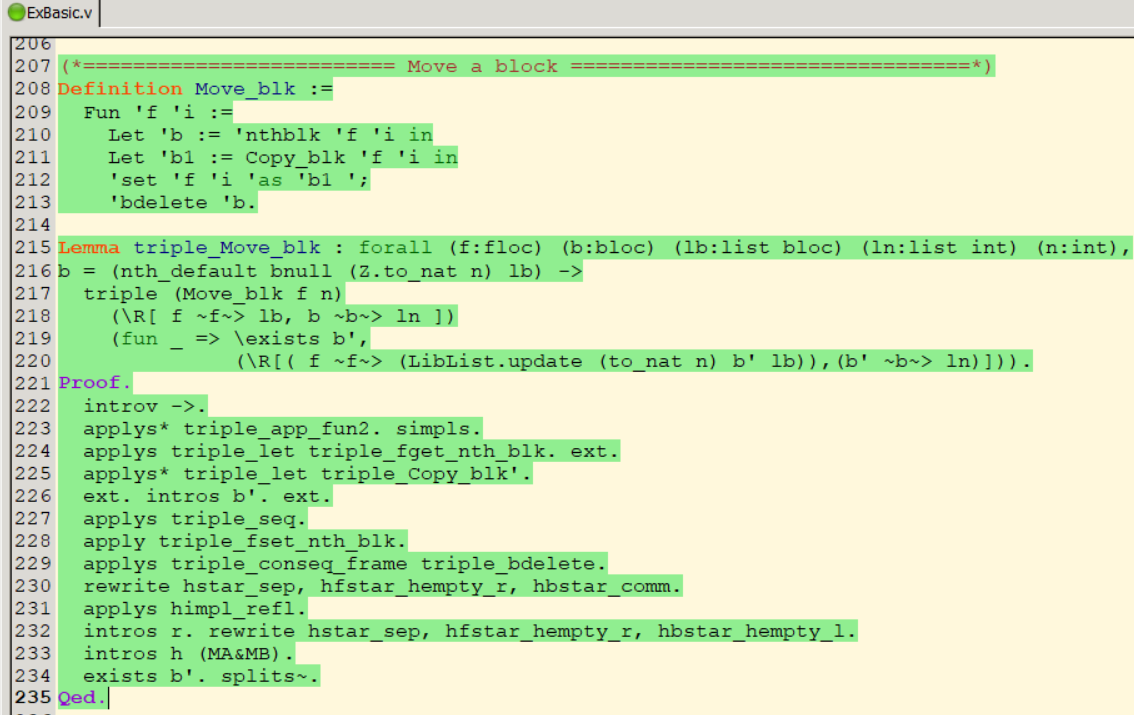 ExBasic.v
206
207 (*========================= Move a block ================================*)
208 Definition Move_blk :=
209   Fun 'f 'i :=
210     Let 'b := 'nthblk 'f 'i in
211     Let 'b1 := Copy_blk 'f 'i in
212     'set 'f 'i 'as 'b1 ';
213     'bdelete 'b.
214
215 Lemma triple_Move_blk : forall (f:floc) (b:bloc) (lb:list bloc) (ln:list int) (n:int),
216 b = (nth_default bnull (Z.to_nat n) lb) ->
217   triple (Move_blk f n)
218     (\R[ f ~f~> lb, b ~b~> ln ])
219     (fun _ => \exists b',
220               (\R[( f ~f~> (LibList.update (to_nat n) b' lb)),(b' ~b~> ln)])).
221 Proof.
222   introv ->.
223   applys* triple_app_fun2. simpls.
224   applys triple_let triple_fget_nth_blk. ext.
225   applys* triple_let triple_Copy_blk'.
226   ext. intros b'. ext.
227   applys triple_seq.
228   apply triple_fset_nth_blk.
229   applys triple_conseq_frame triple_bdelete.
230   rewrite hstar_sep, hfstar_hempty_r, hbstar_comm.
231   applys himpl_refl.
232   intros r. rewrite hstar_sep, hfstar_hempty_r, hbstar_hempty_l.
233   intros h (MA&MB).
234   exists b'. splits~.
235 Qed.